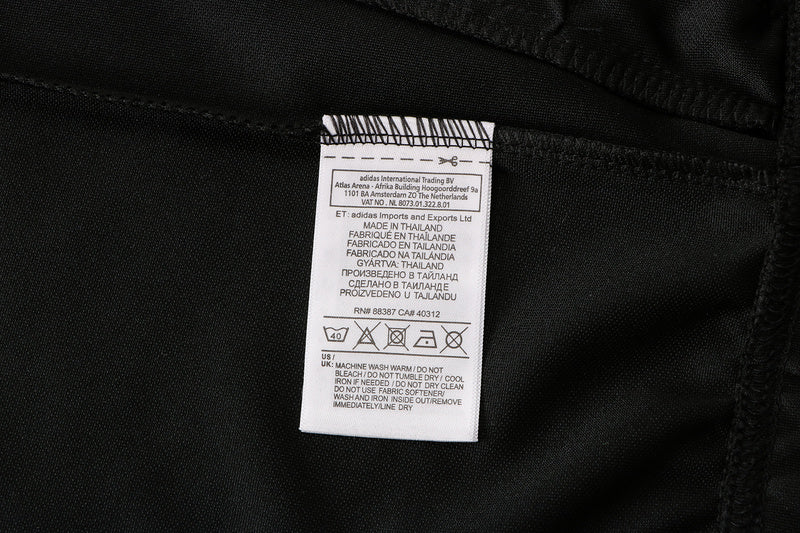 adidas International Trading BV
Atlas Arena - Afrika Building Hoogoorddreef 9a
1101 BA Amsterdam ZO The Netherlands
VAT NO . NL 8073.01.322.8.01
ET: adidas Imports and Exports Ltd
MADE IN THAILAND
FABRIQUÉ EN THAÏLANDE
FABRICADO EN TAILANDIA
FABRICADO NA TAILÂNDIA
GYÁRTVA: THAILAND
ПРОИЗВЕДЕНО В ТАЙЛАНД
СДЕЛАНО В ТАИЛАНДЕ
PROIZVEDENO U TAJLANDU
RN# 88387 CA# 40312
40
US /
UK: MACHINE WASH WARM / DO NOT
BLEACH / DO NOT TUMBLE DRY / COOL
IRON IF NEEDED / DO NOT DRY CLEAN
DO NOT USE FABRIC SOFTENER/
WASH AND IRON INSIDE OUT/REMOVE
IMMEDIATELY/LINE DRY